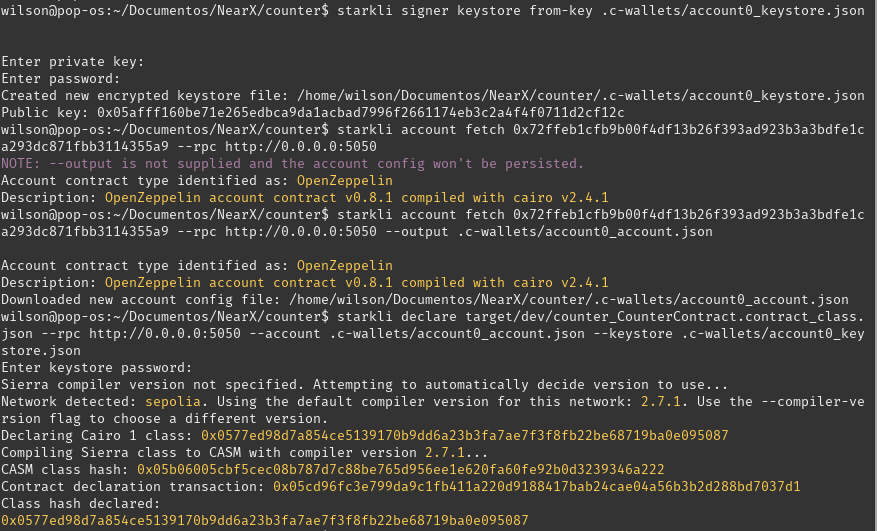 wilson@pop-os:~/Documentos/NearX/counter$ starkli signer keystore from-key .c-wallets/account0_keystore.json
Enter private key:
Enter password:
Created new encrypted keystore file: /home/wilson/Documentos/NearX/counter/.c-wallets/account0_keystore.json
Public key: 0x05afff160be71e265edbca9da1acbad7996f2661174eb3c2a4f4f0711d2cf12c
wilson@pop-os:~/Documentos/NearX/counter$ starkli account fetch 0x72ffeb1cfb9b00f4df13b26f393ad923b3a3bdfe1c
a293dc871fbb3114355a9 --rpc http://0.0.0.0:5050
NOTE: --output is not supplied and the account config won't be persisted.
Account contract type identified as: OpenZeppelin
Description: OpenZeppelin account contract v0.8.1 compiled with cairo v2.4.1
wilson@pop-os:~/Documentos/NearX/counter$ starkli account fetch 0x72ffeb1cfb9b00f4df13b26f393ad923b3a3bdfe1c
a293dc871fbb3114355a9 --rpc http://0.0.0.0:5050 --output .c-wallets/account0_account.json
Account contract type identified as: OpenZeppelin
Description: OpenZeppelin account contract v0.8.1 compiled with cairo v2.4.1
Downloaded new account config file: /home/wilson/Documentos/NearX/counter/.c-wallets/account0_account.json
wilson@pop-os:~/Documentos/NearX/counter$ starkli declare target/dev/counter_CounterContract.contract_class.
json --rpc http://0.0.0.0:5050 --account .c-wallets/account0_account.json --keystore .c-wallets/account0_key
store.json
Enter keystore password:
Sierra compiler version not specified. Attempting to automatically decide version to use...
Network detected: sepolia. Using the default compiler version for this network: 2.7.1. Use the --compiler-ve
rsion flag to choose a different version.
Declaring Cairo 1 class: 0x0577ed98d7a854ce5139170b9dd6a23b3fa7ae7f3f8fb22be68719ba0e095087
Compiling Sierra class to CASM with compiler version 2.7.1...
CASM class hash: 0x05b06005cbf5cec08b787d7c88be765d956ee1e620fa60fe92b0d3239346a222
Contract declaration transaction: 0x05cd96fc3e799da9c1fb411a220d9188417bab24cae04a56b3b2d288bd7037d1
Class hash declared:
0x0577ed98d7a854ce5139170b9dd6a23b3fa7ae7f3f8fb22be68719ba0e095087